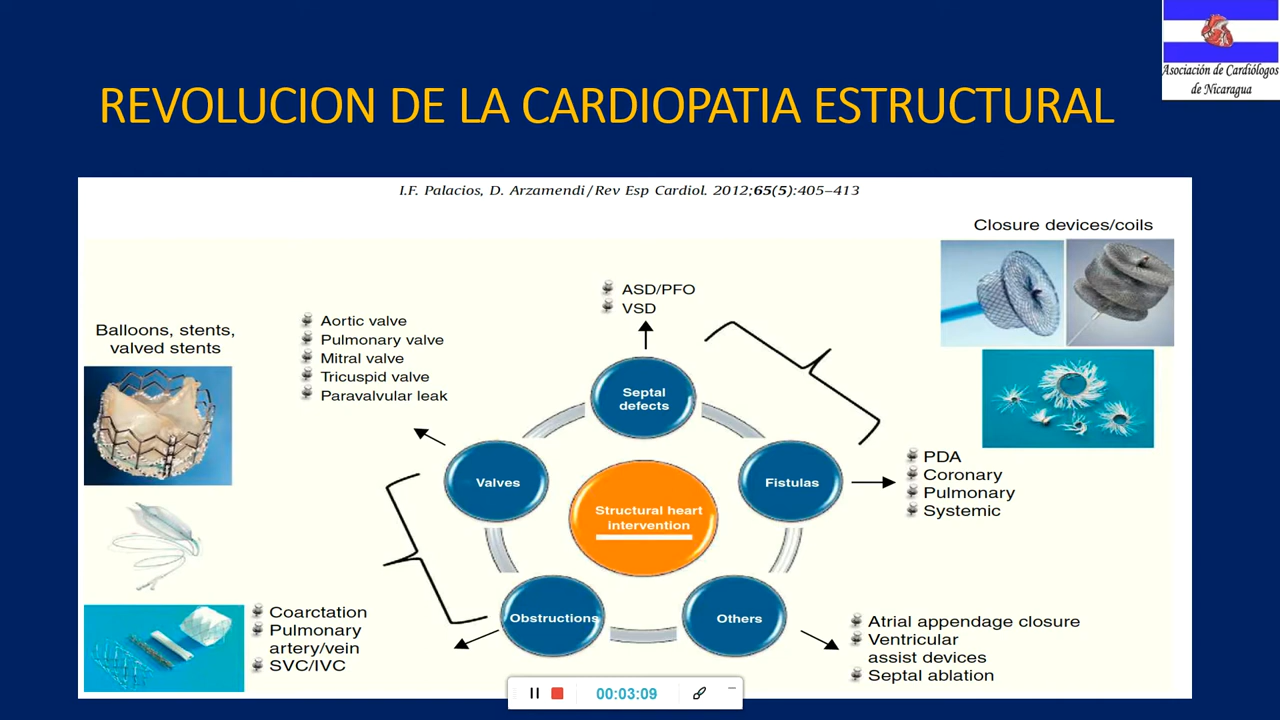 Asociación de Cardiólogos
de Nicaragua
REVOLUCION DE LA CARDIOPATIA ESTRUCTURAL
I.F. Palacios, D. Arzamendi / Rev Esp Cardiol. 2012;65(5):405–413
Closure devices/coils
ASD/PFO
VSD
Balloons, stents,
valved stents
Aortic valve
Pulmonary valve
Mitral valve
Tricuspid valve
Paravalvular leak
Septal
defects
Valves
Fistulas
PDA
Coronary
Pulmonary
Systemic
Structural heart
intervention
Obstructions
Others
Coarctation
Pulmonary
artery/vein
SVC/IVC
Atrial appendage closure
Ventricular
assist devices
Septal ablation
00:03:09